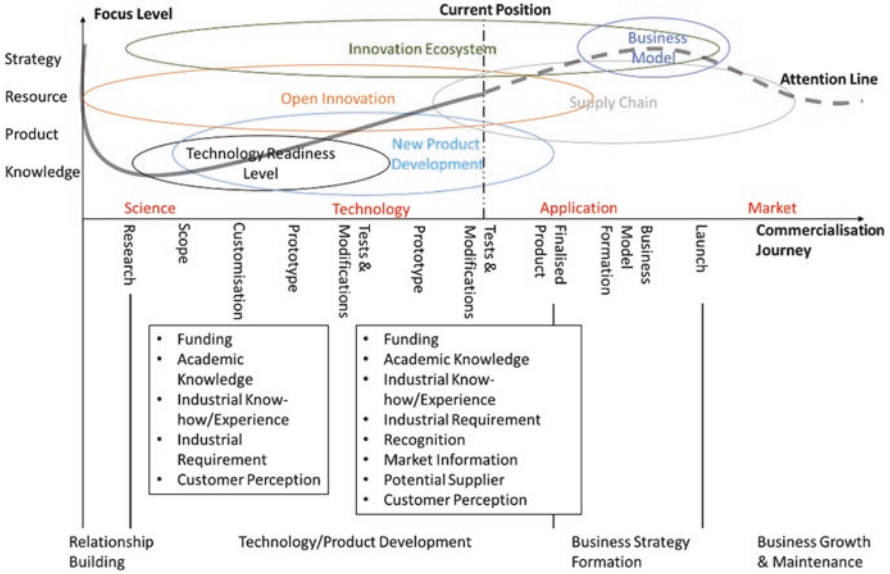 Focus Level
Current Position
Strategy
Resource
Product
Knowledge
Innovation Ecosystem
Business
Model
Attention Line
Open Innovation
Supply Chain
New Product
Development
Technology Readiness
Level
Science
Technology
Application
Market
Commercialisation
Journey
Research
Scope
Customisation
Prototype
Tests &
Modifications
Prototype
Tests &
Modifications
Finalised
Product
Business
Model
Formation
Launch
• Funding
• Academic
Knowledge
• Industrial Know-
how/Experience
• Industrial
Requirement
• Customer Perception
• Funding
• Academic Knowledge
• Industrial Know-
how/Experience
• Industrial Requirement
• Recognition
• Market Information
• Potential Supplier
• Customer Perception
Relationship
Building
Technology/Product Development
Business Strategy
Formation
Business Growth
& Maintenance